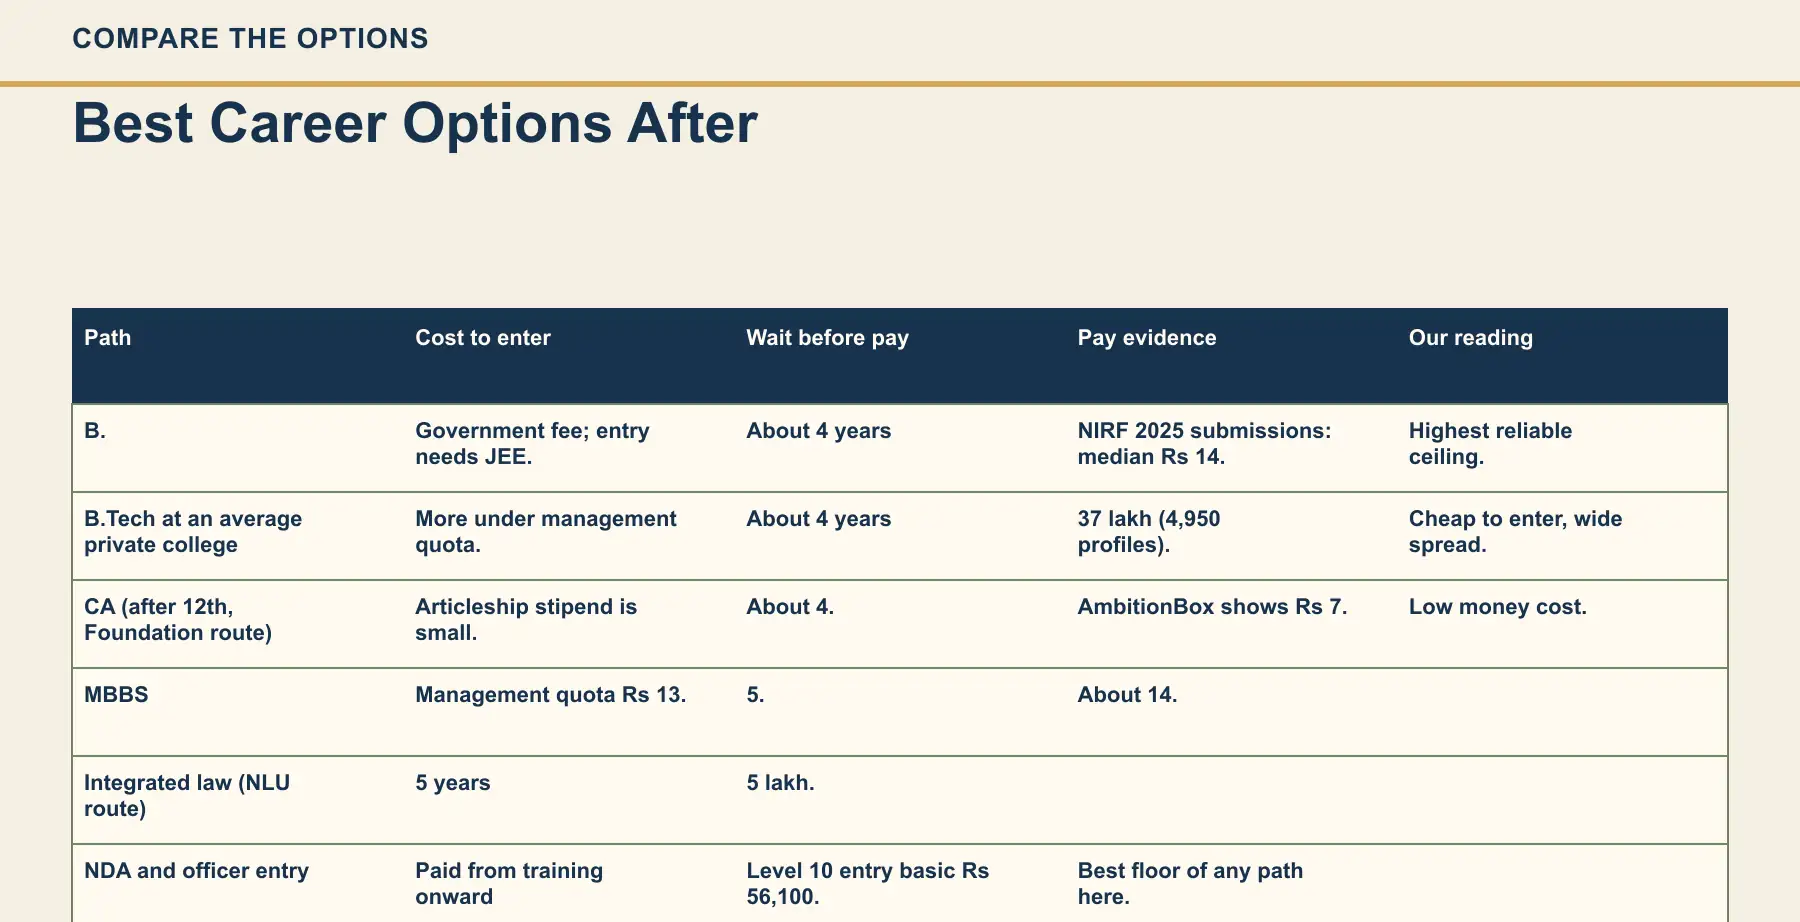 COMPARE THE OPTIONS
Best Career Options After
Path Cost to enter Wait before pay Pay evidence Our reading
B. Government fee; entry About 4 years NIRF 2025 submissions: Highest reliable
needs JEE. median Rs 14. ceiling.
B.Tech at an average More under management About 4 years 37 lakh (4,950 Cheap to enter, wide
private college quota. profiles). spread.
CA (after 12th, Articleship stipend is About 4. AmbitionBox shows Rs 7. Low money cost.
Foundation route) small.
MBBS Management quota Rs 13. 5. About 14.
Integrated law (NLU 5 years 5 lakh.
route)
NDA and officer entry Paid from training Level 10 entry basic Rs Best floor of any path
onward 56,100. here.